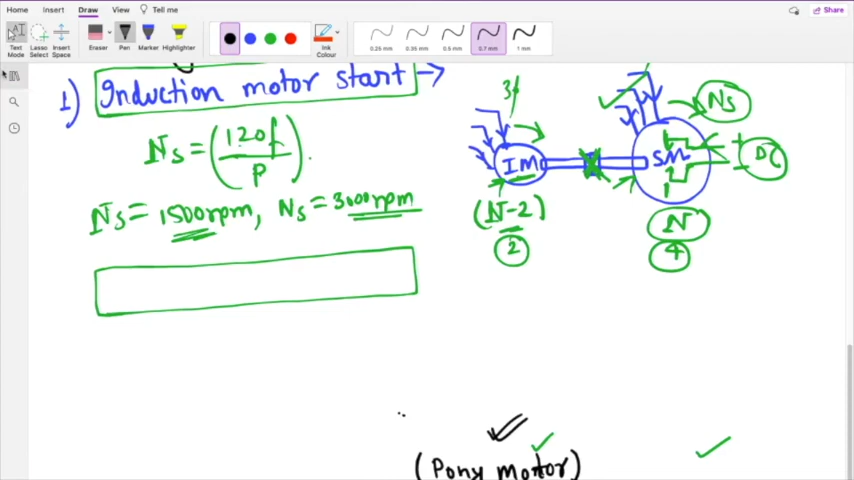 Home Insert Draw View Tell me Share
Text Mode Lasso Select Insert Space Eraser Pen Marker Highlighter Ink Colour 0.25 mm 0.35 mm 0.5 mm 0.7 mm 1 mm
1) Induction motor start →
Ns = (120f / P).
Ns = 1500rpm, Ns = 3000rpm
3ϕ
Ns
IM
SM
+
DC
-
(N-2)
N
2
4
(Pony motor)